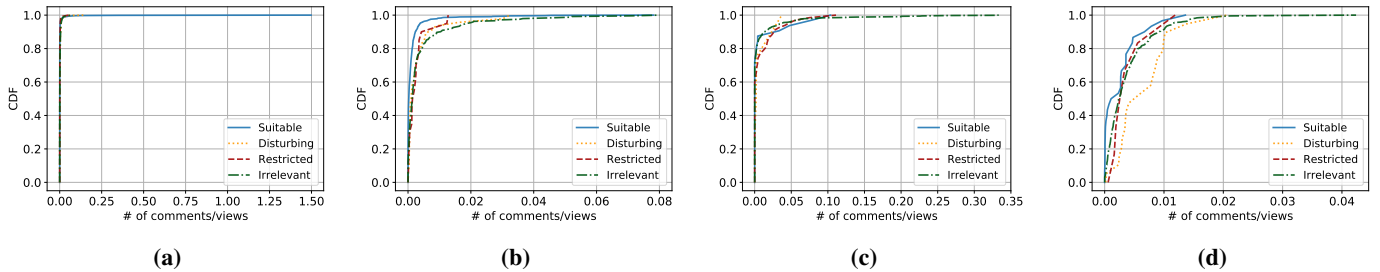 CDF
1.0
0.8
0.6
0.4
0.2
0.0
Suitable
Disturbing
Restricted
Irrelevant
0.00 0.25 0.50 0.75 1.00 1.25 1.50
# of comments/views
(a)
CDF
1.0
0.8
0.6
0.4
0.2
0.0
Suitable
Disturbing
Restricted
Irrelevant
0.00 0.02 0.04 0.06 0.08
# of comments/views
(b)
CDF
1.0
0.8
0.6
0.4
0.2
0.0
Suitable
Disturbing
Restricted
Irrelevant
0.00 0.05 0.10 0.15 0.20 0.25 0.30 0.35
# of comments/views
(c)
CDF
1.0
0.8
0.6
0.4
0.2
0.0
Suitable
Disturbing
Restricted
Irrelevant
0.00 0.01 0.02 0.03 0.04
# of comments/views
(d)